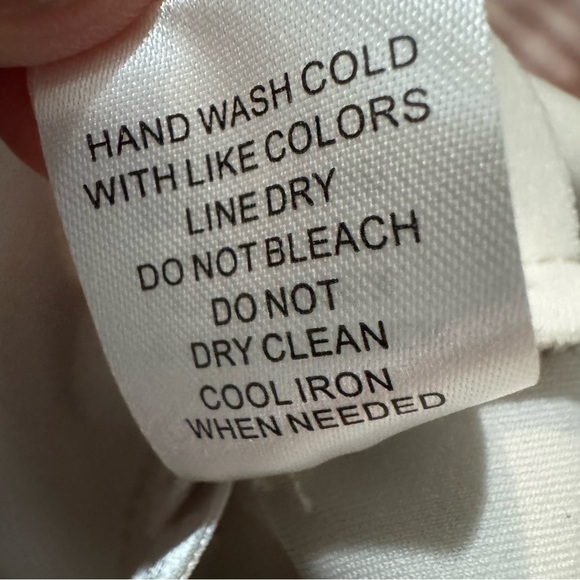 HAND WASH COLD
WITH LIKE COLORS
LINE DRY
DO NOT BLEACH
DO NOT
DRY CLEAN
COOL IRON
WHEN NEEDED